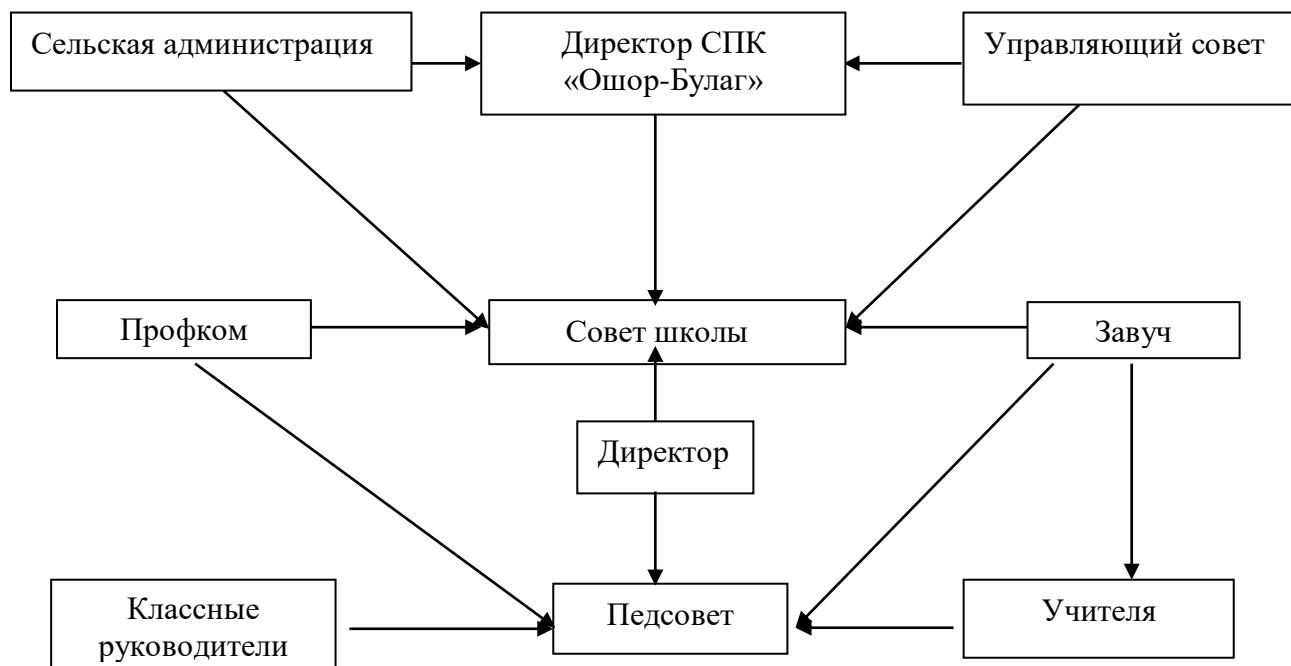 Сельская администрация
Директор СПК
«Ошор-Булаг»
Управляющий совет
Профком
Совет школы
Завуч
Директор
Классные
руководители
Педсовет
Учителя